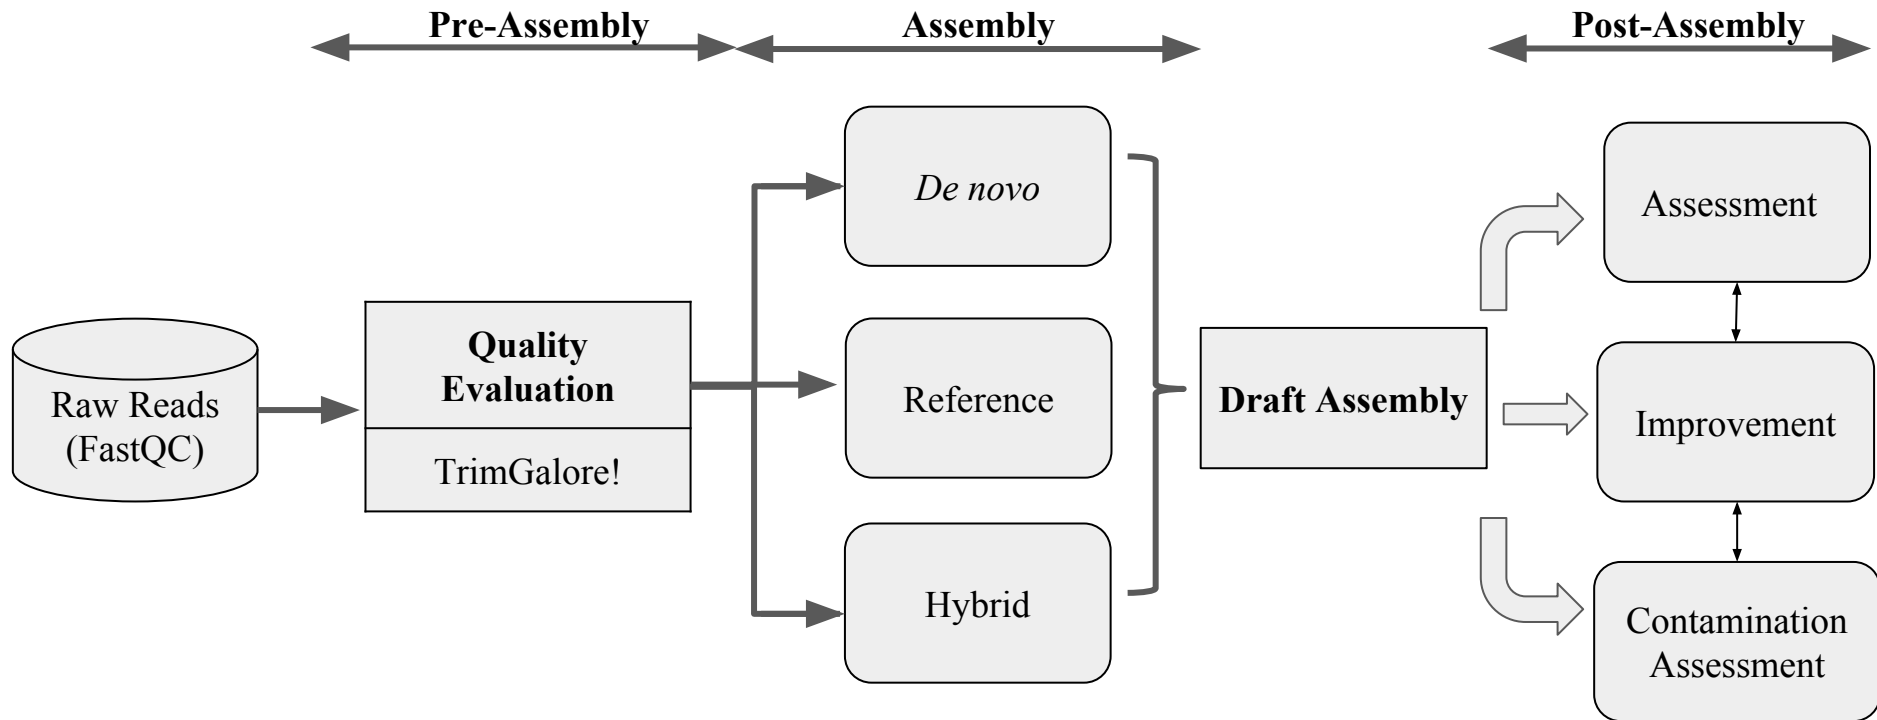 Pre-Assembly
Assembly
Post-Assembly
De novo
Assessment
Quality
Evaluation
TrimGalore!
Raw Reads
(FastQC)
Reference
Draft Assembly
Improvement
Hybrid
Contamination
Assessment